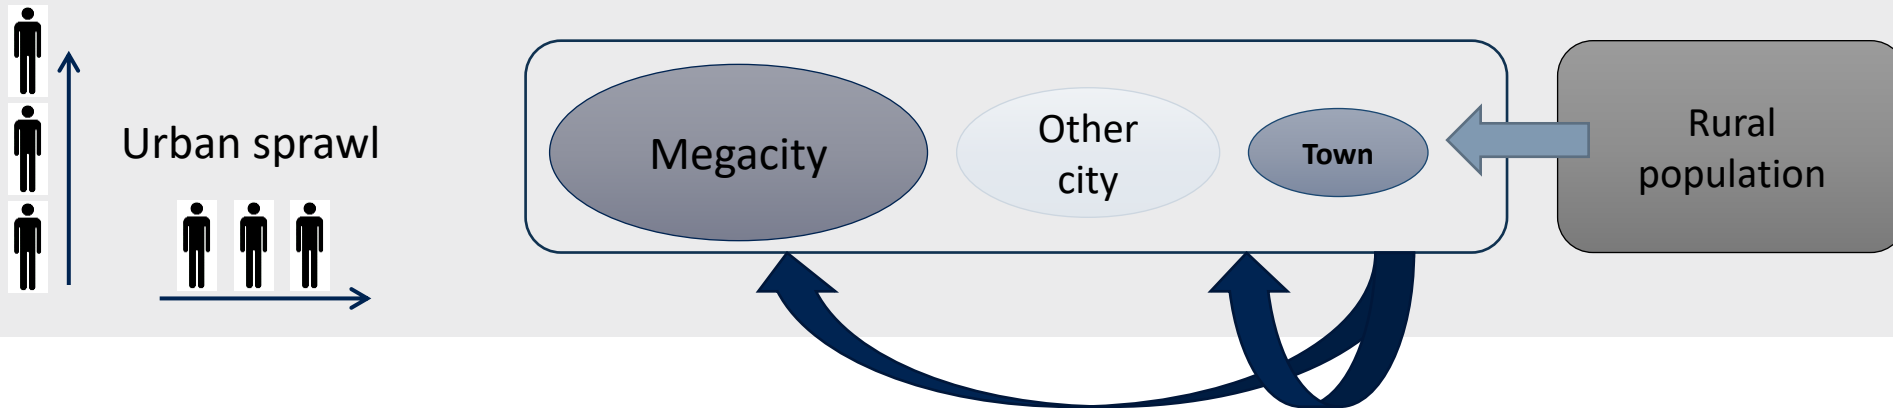 Urban sprawl
Megacity
Other
city
Town
Rural
population